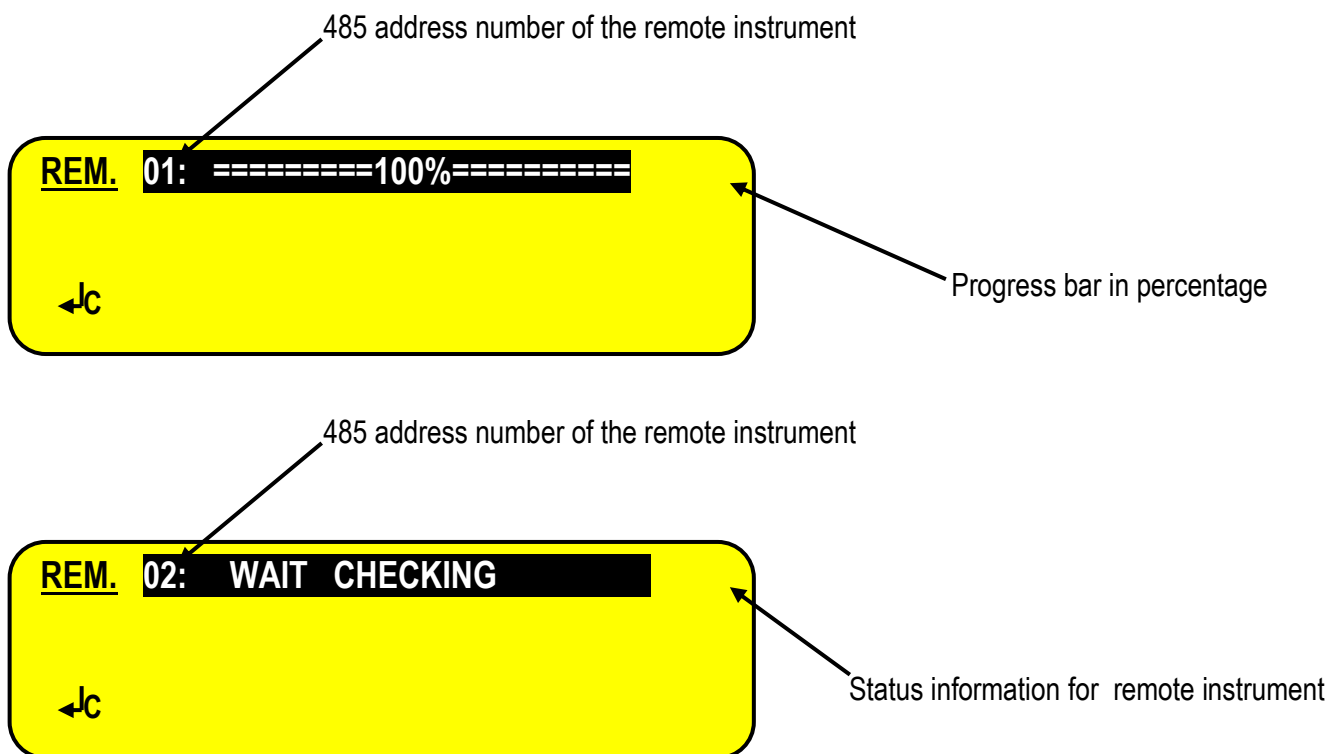 485 address number of the remote instrument
REM. 01: =========100%==========
Progress bar in percentage
C
485 address number of the remote instrument
REM. 02: WAIT CHECKING
Status information for remote instrument
C